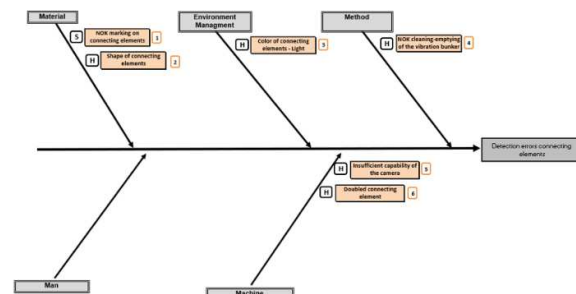 Material
Environment
Managment
Method
S
NOK marking on
connecting elements
1
H
Shape of connecting
elements
2
H
Color of connecting
elements - Light
3
H
NOK cleaning-emptying
of the vibration bunker
4
Detection errors connecting
elements
H
Insufficient capability of
the camera
5
H
Doubled connecting
element
6
Man
Machine